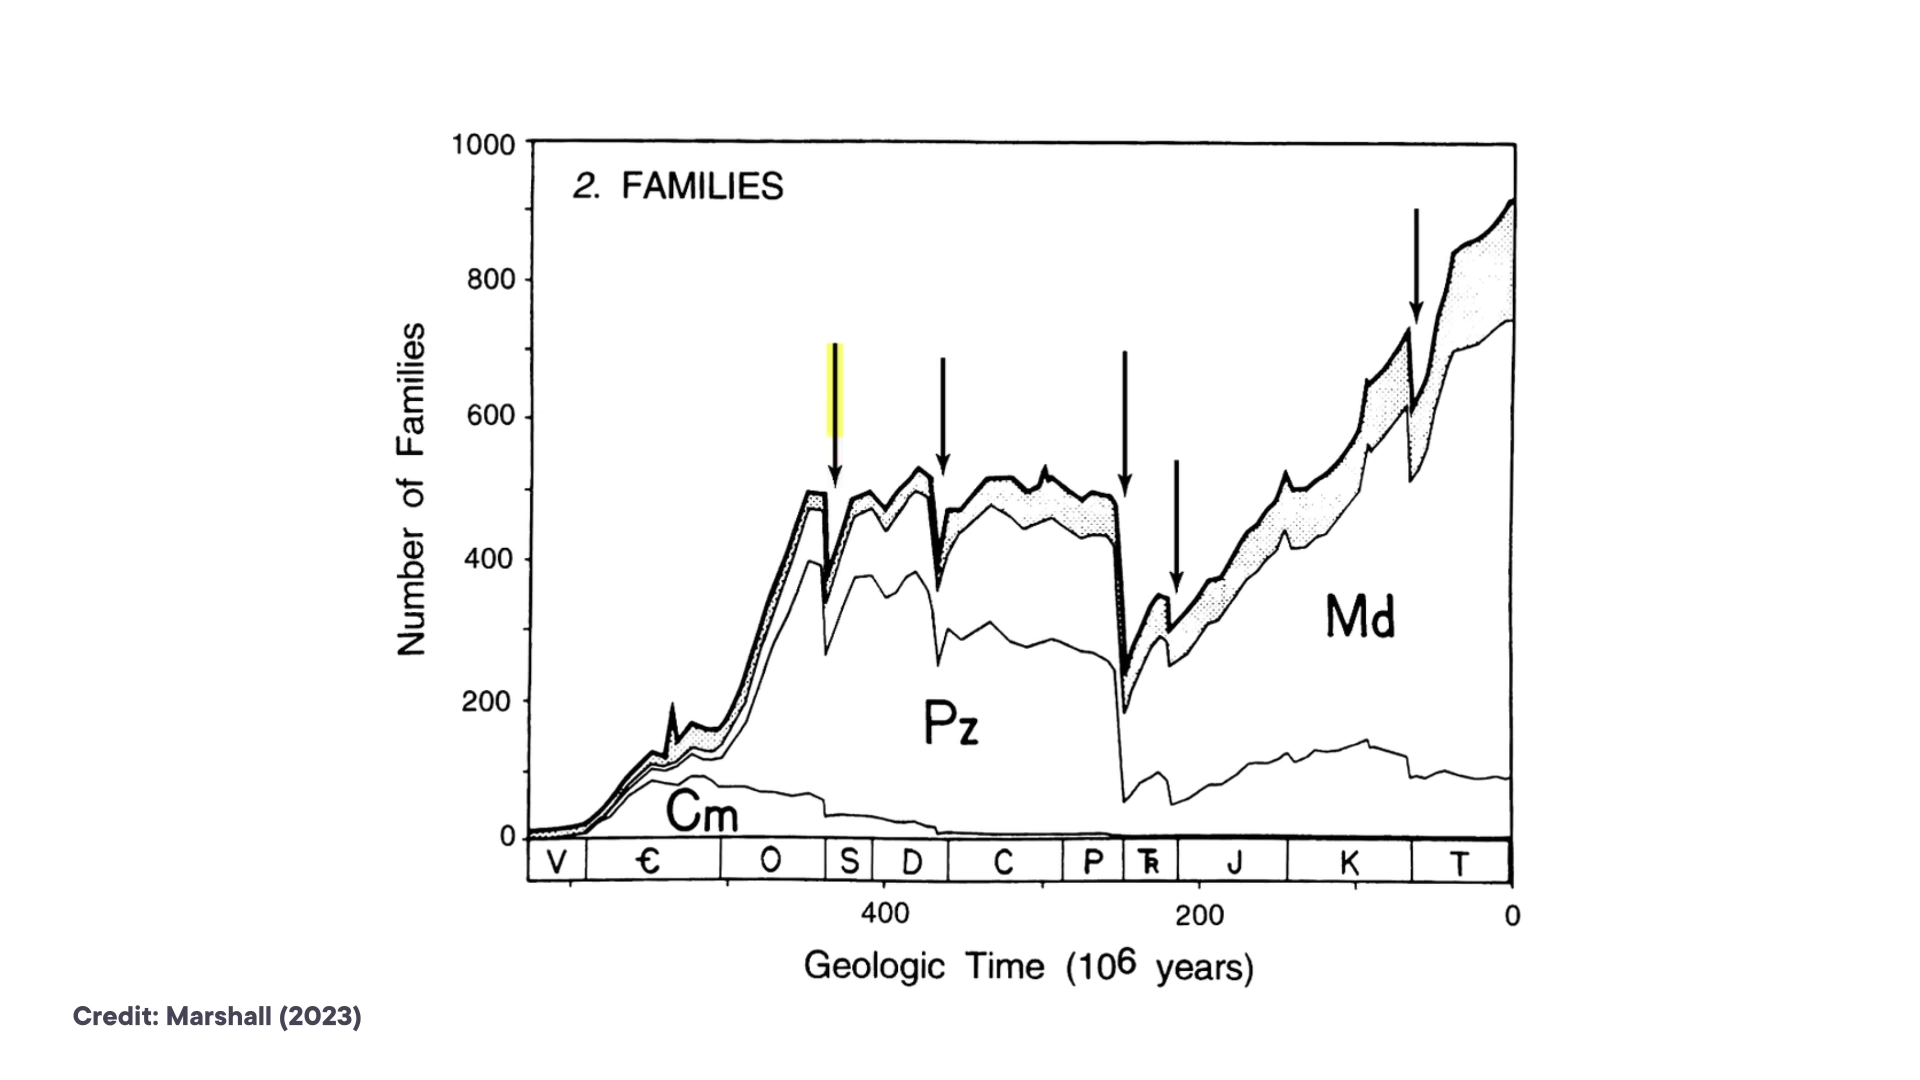 1000
2. FAMILIES
800
600
400
200
0
Number of Families
Md
Pz
Cm
V Є O S D C P TR J K T
400 200 0
Geologic Time (10⁶ years)
Credit: Marshall (2023)